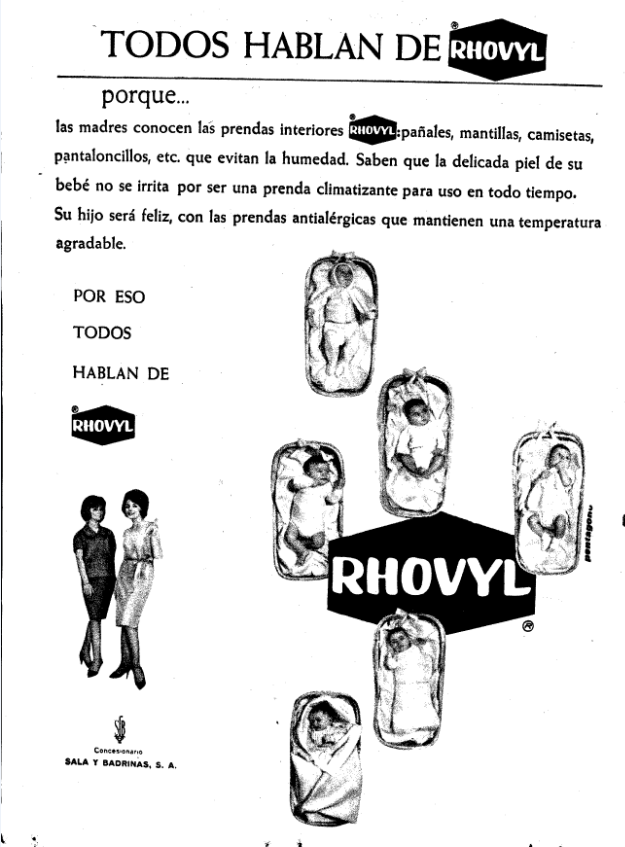 TODOS HABLAN DE RHOVYL®
porque...
las madres conocen las prendas interiores RHOVYL®:pañales, mantillas, camisetas,
pantaloncillos, etc. que evitan la humedad. Saben que la delicada piel de su
bebé no se irrita por ser una prenda climatizante para uso en todo tiempo.
Su hijo será feliz, con las prendas antialérgicas que mantienen una temperatura
agradable.
POR ESO
TODOS
HABLAN DE
RHOVYL®
RHOVYL®
pentagono
Concesionario
SALA Y BADRINAS, S. A.